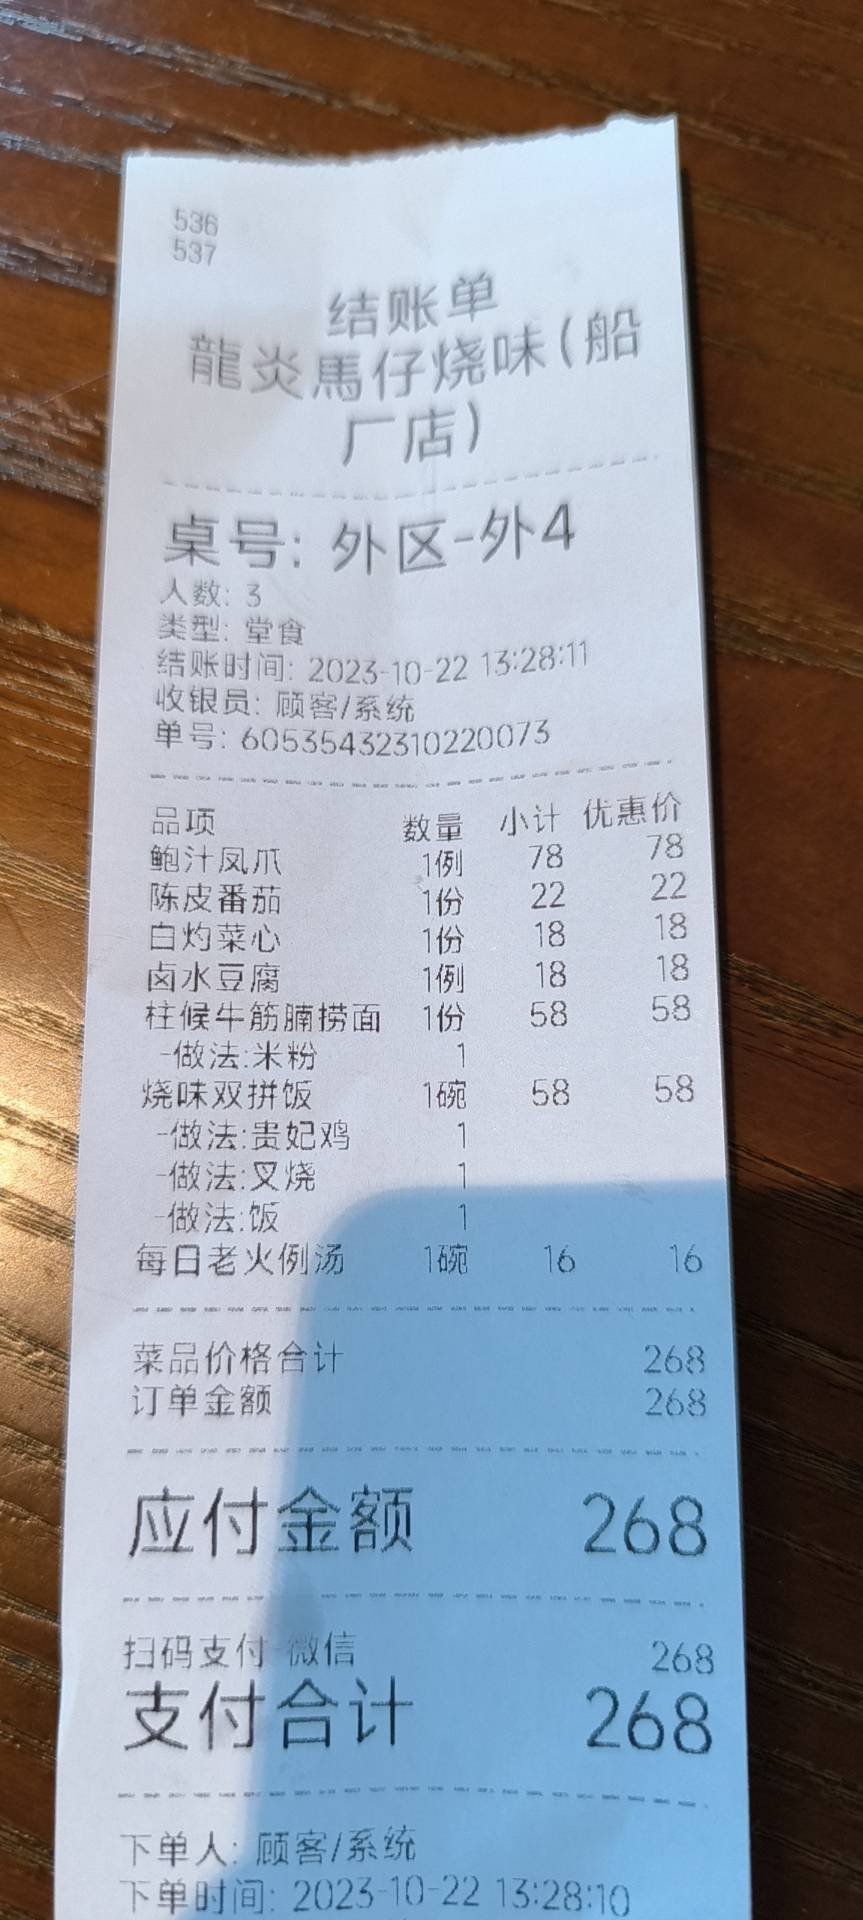 536
537
结账单
龍炎馬仔烧味(船
厂店)
桌号: 外区-外4
人数: 3
类型: 堂食
结账时间: 2023-10-22 13:28:11
收银员: 顾客/系统
单号: 60535432310220073
品项 数量 小计 优惠价
鲍汁凤爪 1例 78 78
陈皮番茄 1份 22 22
白灼菜心 1份 18 18
卤水豆腐 1例 18 18
柱候牛筋腩捞面 1份 58 58
-做法:米粉 1
烧味双拼饭 1碗 58 58
-做法:贵妃鸡 1
-做法:叉烧 1
-做法:饭 1
每日老火例汤 1碗 16 16
菜品价格合计 268
订单金额 268
应付金额 268
扫码支付-微信 268
支付合计 268
下单人: 顾客/系统
下单时间: 2023-10-22 13:28:10